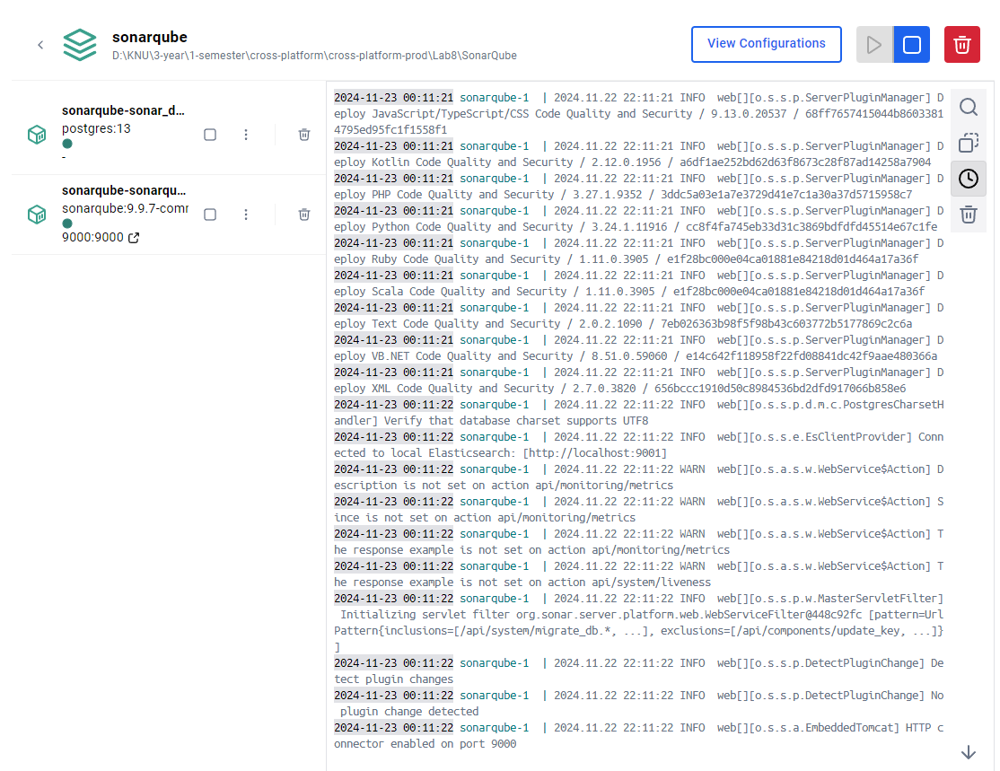 sonarqube
D:\KNU\3-year\1-semester\cross-platform\cross-platform-prod\Lab8\SonarQube
View Configurations
sonarqube-sonar_d...
postgres:13
-
sonarqube-sonarqu...
sonarqube:9.9.7-comr
9000:9000
2024-11-23 00:11:21 sonarqube-1  | 2024.11.22 22:11:21 INFO  web[][o.s.s.p.ServerPluginManager] D
eploy JavaScript/TypeScript/CSS Code Quality and Security / 9.13.0.20537 / 68ff7657415044b8603381
4795ed95fc1f1558f1
2024-11-23 00:11:21 sonarqube-1  | 2024.11.22 22:11:21 INFO  web[][o.s.s.p.ServerPluginManager] D
eploy Kotlin Code Quality and Security / 2.12.0.1956 / a6df1ae252bd62d63f8673c28f87ad14258a7904
2024-11-23 00:11:21 sonarqube-1  | 2024.11.22 22:11:21 INFO  web[][o.s.s.p.ServerPluginManager] D
eploy PHP Code Quality and Security / 3.27.1.9352 / 3ddc5a03e1a7e3729d41e7c1a30a37d5715958c7
2024-11-23 00:11:21 sonarqube-1  | 2024.11.22 22:11:21 INFO  web[][o.s.s.p.ServerPluginManager] D
eploy Python Code Quality and Security / 3.24.1.11916 / cc8f4fa745eb33d31c3869bdfdfd45514e67c1fe
2024-11-23 00:11:21 sonarqube-1  | 2024.11.22 22:11:21 INFO  web[][o.s.s.p.ServerPluginManager] D
eploy Ruby Code Quality and Security / 1.11.0.3905 / e1f28bc000e04ca01881e84218d01d464a17a36f
2024-11-23 00:11:21 sonarqube-1  | 2024.11.22 22:11:21 INFO  web[][o.s.s.p.ServerPluginManager] D
eploy Scala Code Quality and Security / 1.11.0.3905 / e1f28bc000e04ca01881e84218d01d464a17a36f
2024-11-23 00:11:21 sonarqube-1  | 2024.11.22 22:11:21 INFO  web[][o.s.s.p.ServerPluginManager] D
eploy Text Code Quality and Security / 2.0.2.1090 / 7eb026363b98f5f98b43c603772b5177869c2c6a
2024-11-23 00:11:21 sonarqube-1  | 2024.11.22 22:11:21 INFO  web[][o.s.s.p.ServerPluginManager] D
eploy VB.NET Code Quality and Security / 8.51.0.59060 / e14c642f118958f22fd08841dc42f9aae480366a
2024-11-23 00:11:21 sonarqube-1  | 2024.11.22 22:11:21 INFO  web[][o.s.s.p.ServerPluginManager] D
eploy XML Code Quality and Security / 2.7.0.3820 / 656bccc1910d50c8984536bd2dfd917066b858e6
2024-11-23 00:11:22 sonarqube-1  | 2024.11.22 22:11:22 INFO  web[][o.s.s.p.d.m.c.PostgresCharsetH
andler] Verify that database charset supports UTF8
2024-11-23 00:11:22 sonarqube-1  | 2024.11.22 22:11:22 INFO  web[][o.s.s.e.EsClientProvider] Conn
ected to local Elasticsearch: [http://localhost:9001]
2024-11-23 00:11:22 sonarqube-1  | 2024.11.22 22:11:22 WARN  web[][o.s.a.s.w.WebService$Action] D
escription is not set on action api/monitoring/metrics
2024-11-23 00:11:22 sonarqube-1  | 2024.11.22 22:11:22 WARN  web[][o.s.a.s.w.WebService$Action] S
ince is not set on action api/monitoring/metrics
2024-11-23 00:11:22 sonarqube-1  | 2024.11.22 22:11:22 WARN  web[][o.s.a.s.w.WebService$Action] T
he response example is not set on action api/monitoring/metrics
2024-11-23 00:11:22 sonarqube-1  | 2024.11.22 22:11:22 WARN  web[][o.s.a.s.w.WebService$Action] T
he response example is not set on action api/system/liveness
2024-11-23 00:11:22 sonarqube-1  | 2024.11.22 22:11:22 INFO  web[][o.s.s.p.w.MasterServletFilter]
 Initializing servlet filter org.sonar.server.platform.web.WebServiceFilter@448c92fc [pattern=Url
Pattern{inclusions=[/api/system/migrate_db.*, ...], exclusions=[/api/components/update_key, ...]}
]
2024-11-23 00:11:22 sonarqube-1  | 2024.11.22 22:11:22 INFO  web[][o.s.s.p.DetectPluginChange] De
tect plugin changes
2024-11-23 00:11:22 sonarqube-1  | 2024.11.22 22:11:22 INFO  web[][o.s.s.p.DetectPluginChange] No
 plugin change detected
2024-11-23 00:11:22 sonarqube-1  | 2024.11.22 22:11:22 INFO  web[][o.s.s.a.EmbeddedTomcat] HTTP c
onnector enabled on port 9000